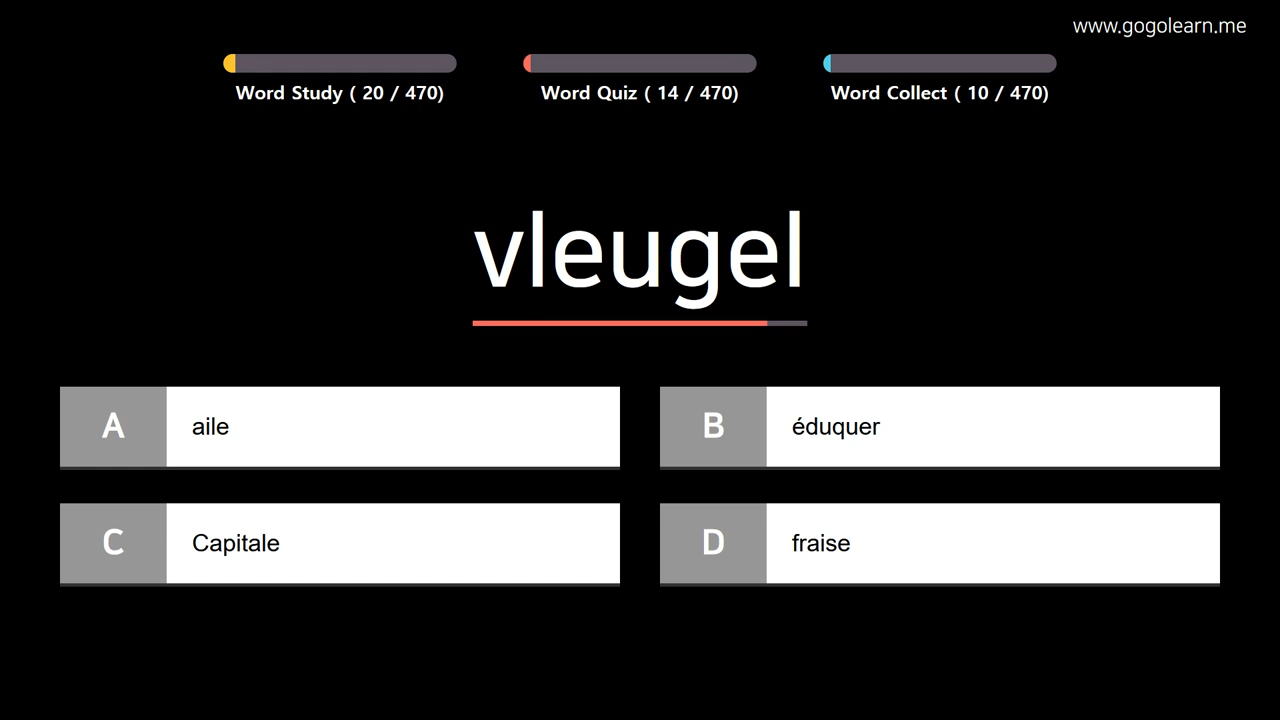 www.gogolearn.me
Word Study ( 20 / 470)
Word Quiz ( 14 / 470)
Word Collect ( 10 / 470)
vleugel
A aile
B éduquer
C Capitale
D fraise